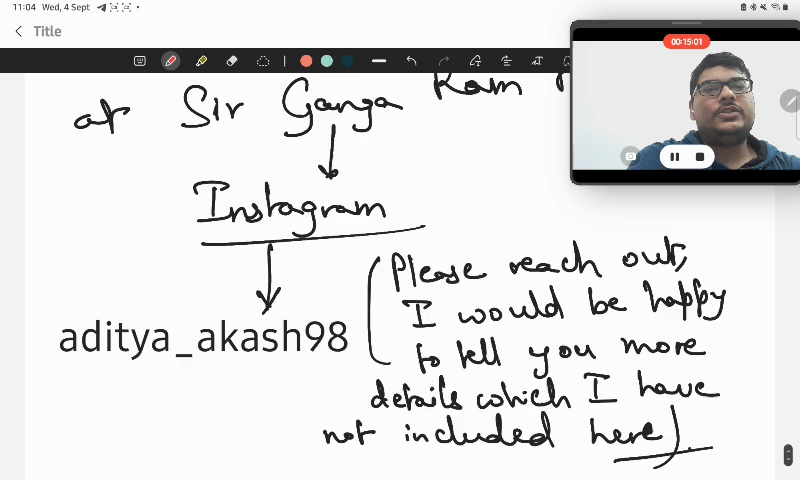 11:04 Wed, 4 Sept
Title
00:15:01
at Sir Ganga Ram
Instagram
aditya_akash98
(Please reach out,
I would be happy
to tell you more
details which I have
not included here).